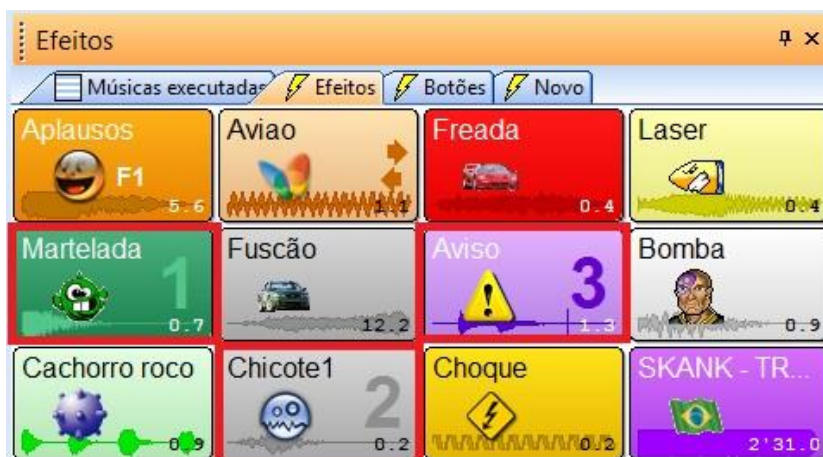 Efeitos
Músicas executadas Efeitos Botões Novo
Aplausos Aviao Freada Laser
F1
5.6 1.1 0.4 0.4
Martelada Fuscão Aviso Bomba
1 3
0.7 12.2 1.3 0.9
Cachorro roco Chicote1 Choque SKANK - TR...
2
0.9 0.2 0.2 2'31.0